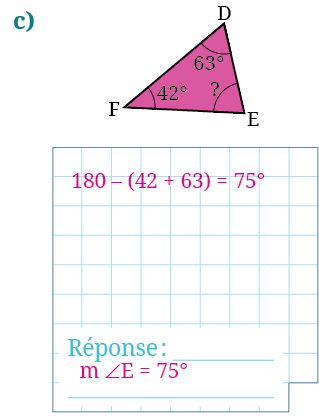 c)
D
63°
42°
?
F
E
180 – (42 + 63) = 75°
Réponse :
m ∠E = 75°